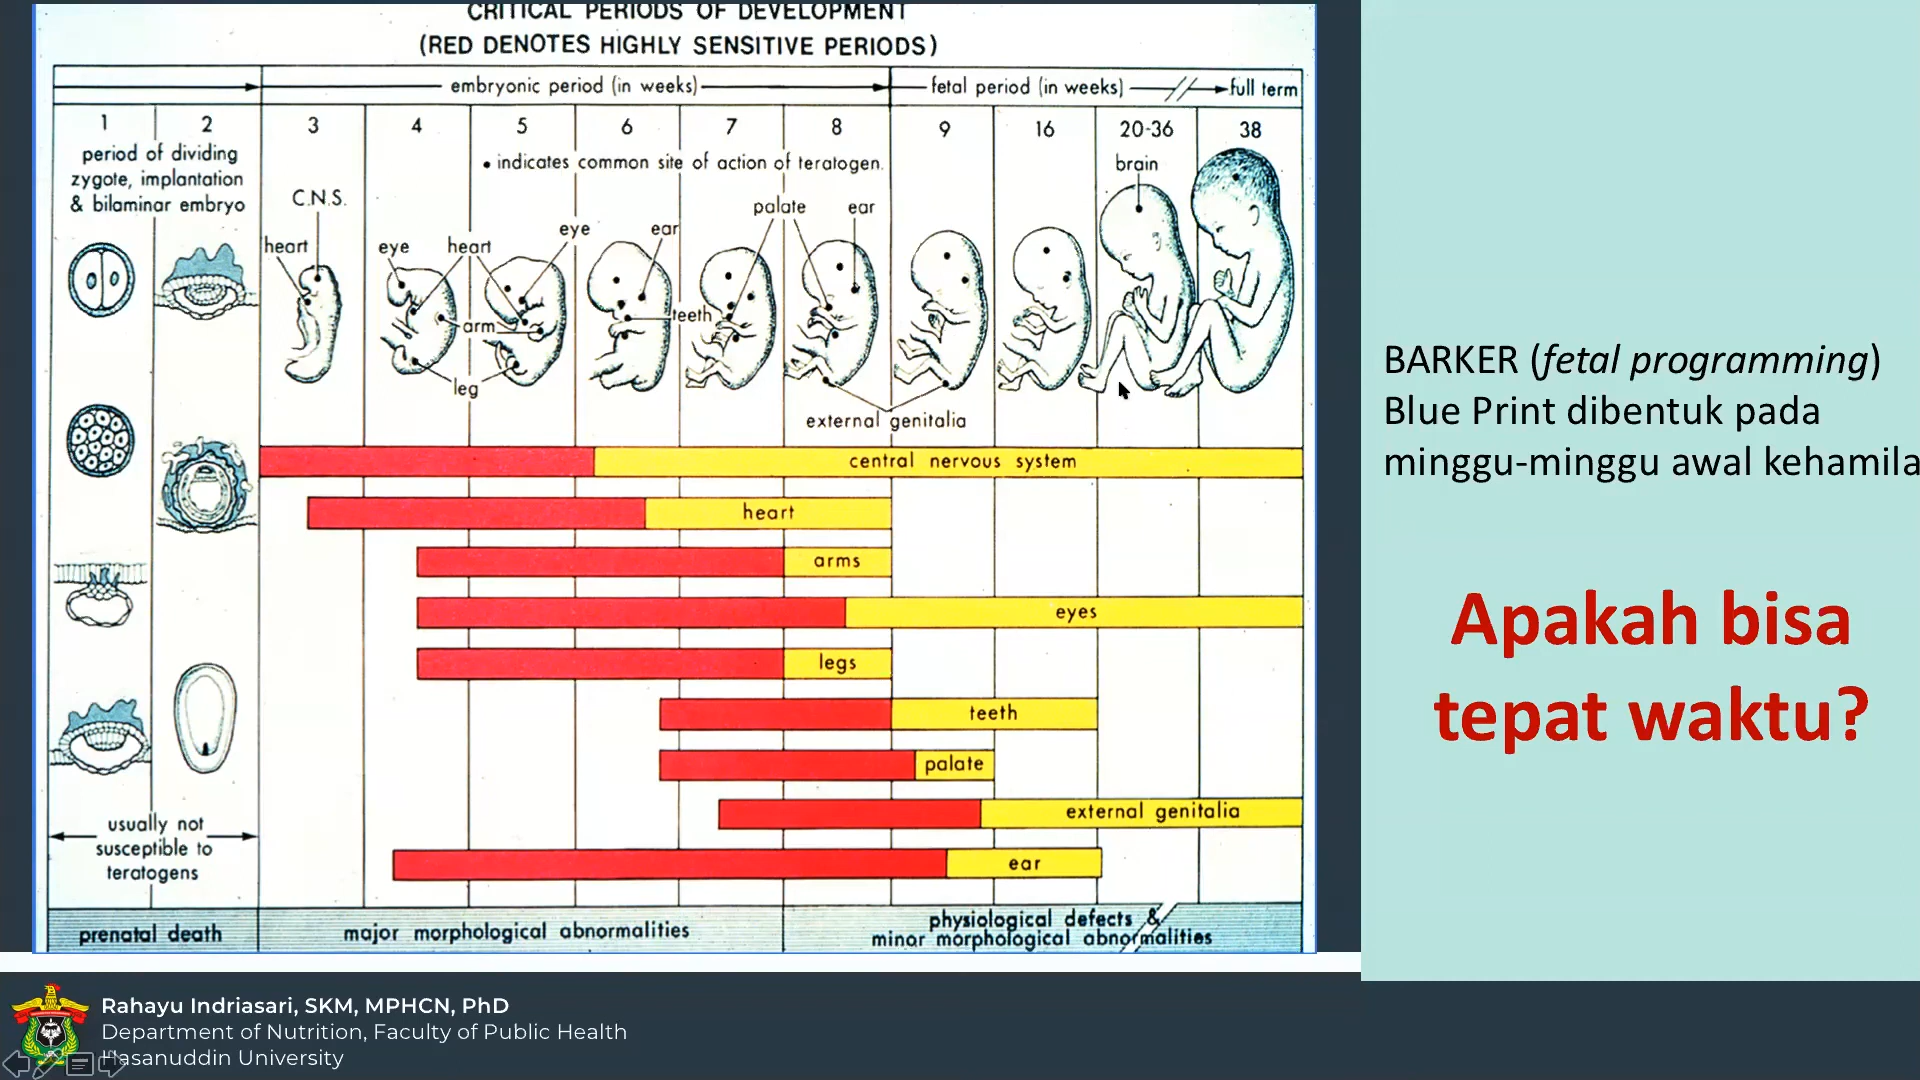 CRITICAL PERIODS OF DEVELOPMENT
(RED DENOTES HIGHLY SENSITIVE PERIODS)
embryonic period (in weeks)
fetal period (in weeks)
full term
1
2
3
4
5
6
7
8
9
16
20-36
38
period of dividing
zygote, implantation
& bilaminar embryo
• indicates common site of action of teratogen.
C.N.S.
heart
eye
heart
eye
ear
palate
ear
brain
arm
teeth
leg
external genitalia
central nervous system
heart
arms
eyes
legs
teeth
palate
external genitalia
ear
usually not
susceptible to
teratogens
prenatal death
major morphological abnormalities
physiological defects &
minor morphological abnormalities
BARKER (fetal programming)
Blue Print dibentuk pada
minggu-minggu awal kehamila
Apakah bisa
tepat waktu?
Rahayu Indriasari, SKM, MPHCN, PhD
Department of Nutrition, Faculty of Public Health
Hasanuddin University